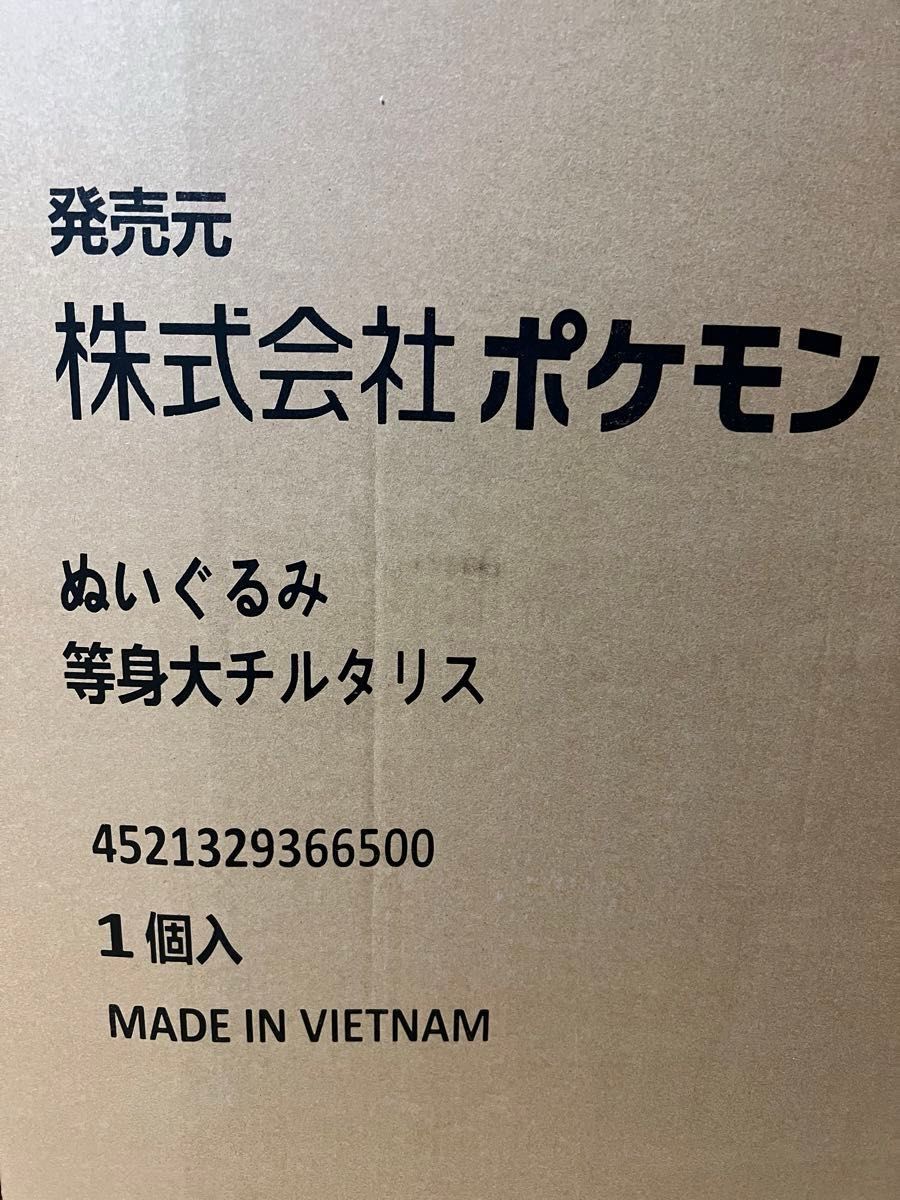 発売元
株式会社ポケモン
ぬいぐるみ
等身大チルタリス
4521329366500
1個入
MADE IN VIETNAM